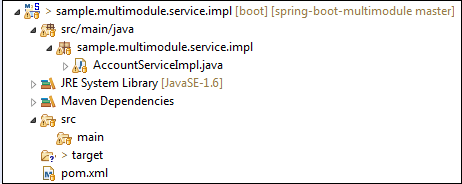 > sample.multimodule.service.impl [boot] [spring-boot-multimodule master]
src/main/java
sample.multimodule.service.impl
> AccountServiceImpl.java
JRE System Library [JavaSE-1.6]
Maven Dependencies
src
main
> target
pom.xml